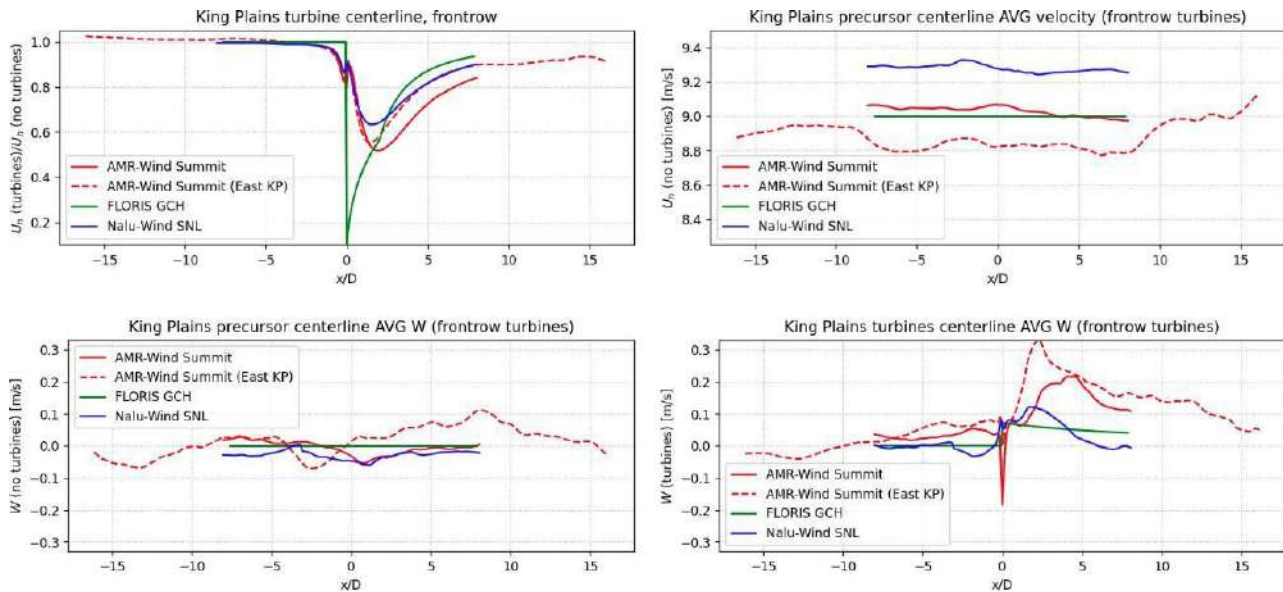 King Plains turbine centerline, frontrow
1.0
0.8
0.6
0.4
0.2
Uₙ (turbines)/Uₙ (no turbines)
AMR-Wind Summit
AMR-Wind Summit (East KP)
FLORIS GCH
Nalu-Wind SNL
−15 −10 −5 0 5 10 15
x/D
King Plains precursor centerline AVG velocity (frontrow turbines)
9.4
9.2
9.0
8.8
8.6
8.4
Uₙ (no turbines) [m/s]
AMR-Wind Summit
AMR-Wind Summit (East KP)
FLORIS GCH
Nalu-Wind SNL
−15 −10 −5 0 5 10 15
x/D
King Plains precursor centerline AVG W (frontrow turbines)
0.3
0.2
0.1
0.0
−0.1
−0.2
−0.3
W (no turbines) [m/s]
AMR-Wind Summit
AMR-Wind Summit (East KP)
FLORIS GCH
Nalu-Wind SNL
−15 −10 −5 0 5 10 15
x/D
King Plains turbines centerline AVG W (frontrow turbines)
0.3
0.2
0.1
0.0
−0.1
−0.2
−0.3
W (turbines) [m/s]
AMR-Wind Summit
AMR-Wind Summit (East KP)
FLORIS GCH
Nalu-Wind SNL
−15 −10 −5 0 5 10 15
x/D